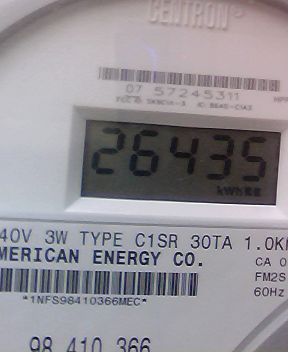 CENTRON®
07 57245311
26435
kWh
40V 3W TYPE C1SR 30TA 1.0K
MERICAN ENERGY CO.
CA 0
FM2S
60Hz
*1NFS98410366MEC*
98 410 366